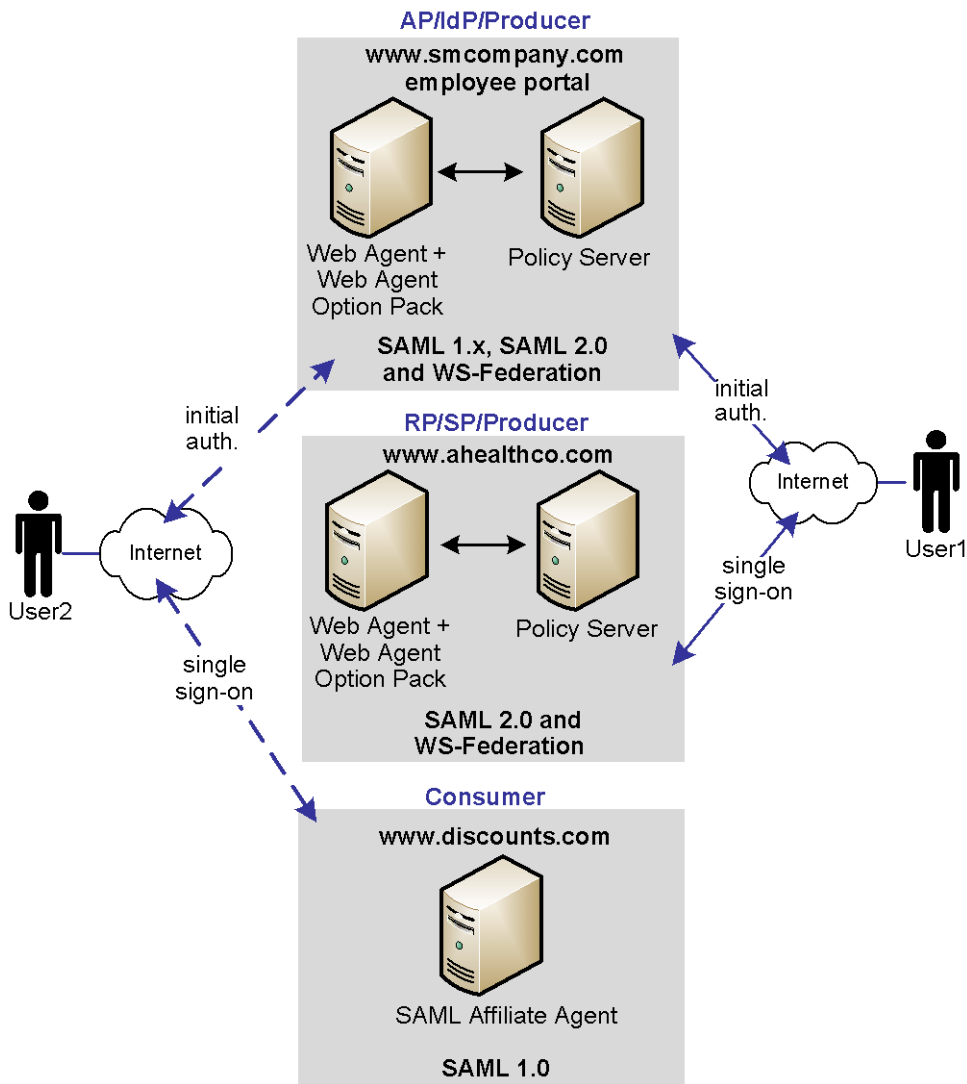 AP/IdP/Producer
www.smcompany.com
employee portal
Web Agent +
Web Agent
Option Pack
Policy Server
SAML 1.x, SAML 2.0
and WS-Federation
initial
auth.
initial
auth.
RP/SP/Producer
www.ahealthco.com
Internet
User1
Internet
User2
Web Agent +
Web Agent
Option Pack
Policy Server
single
sign-on
single
sign-on
SAML 2.0 and
WS-Federation
Consumer
www.discounts.com
SAML Affiliate Agent
SAML 1.0